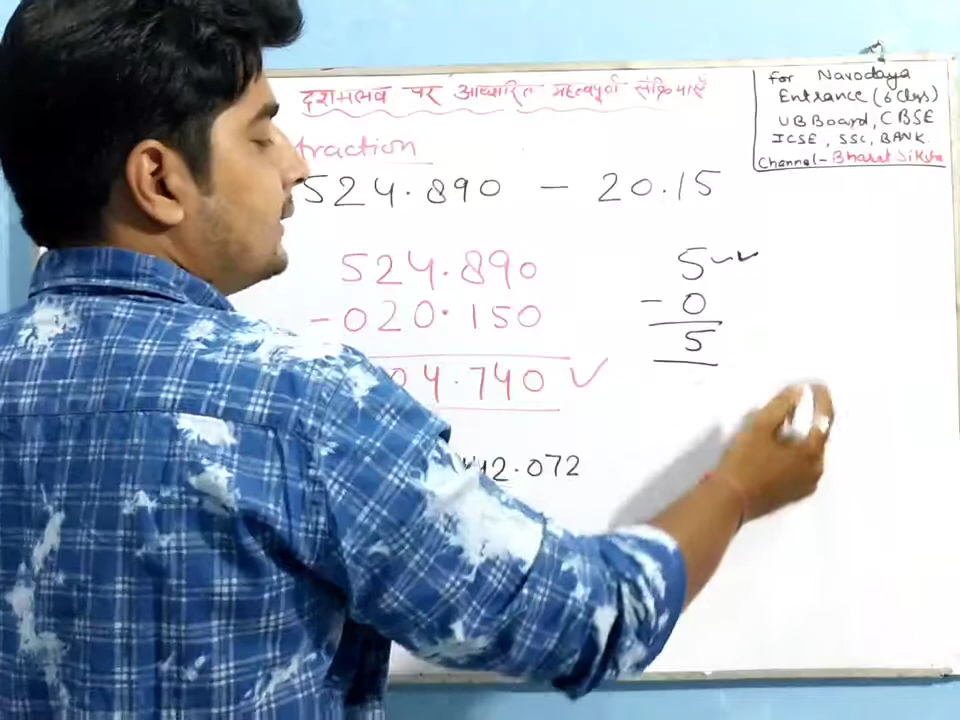 दशमलव पर आधारित महत्वपूर्ण संक्रियाएँ
For Navodaya
Entrance (6 Class)
UB Board, CBSE
ICSE, SSC, BANK
Channel- Bharat Siksha
traction
524.890 - 20.15
524.890
- 020.150
04.740 ✓
5 ✓
- 0
5
42.072